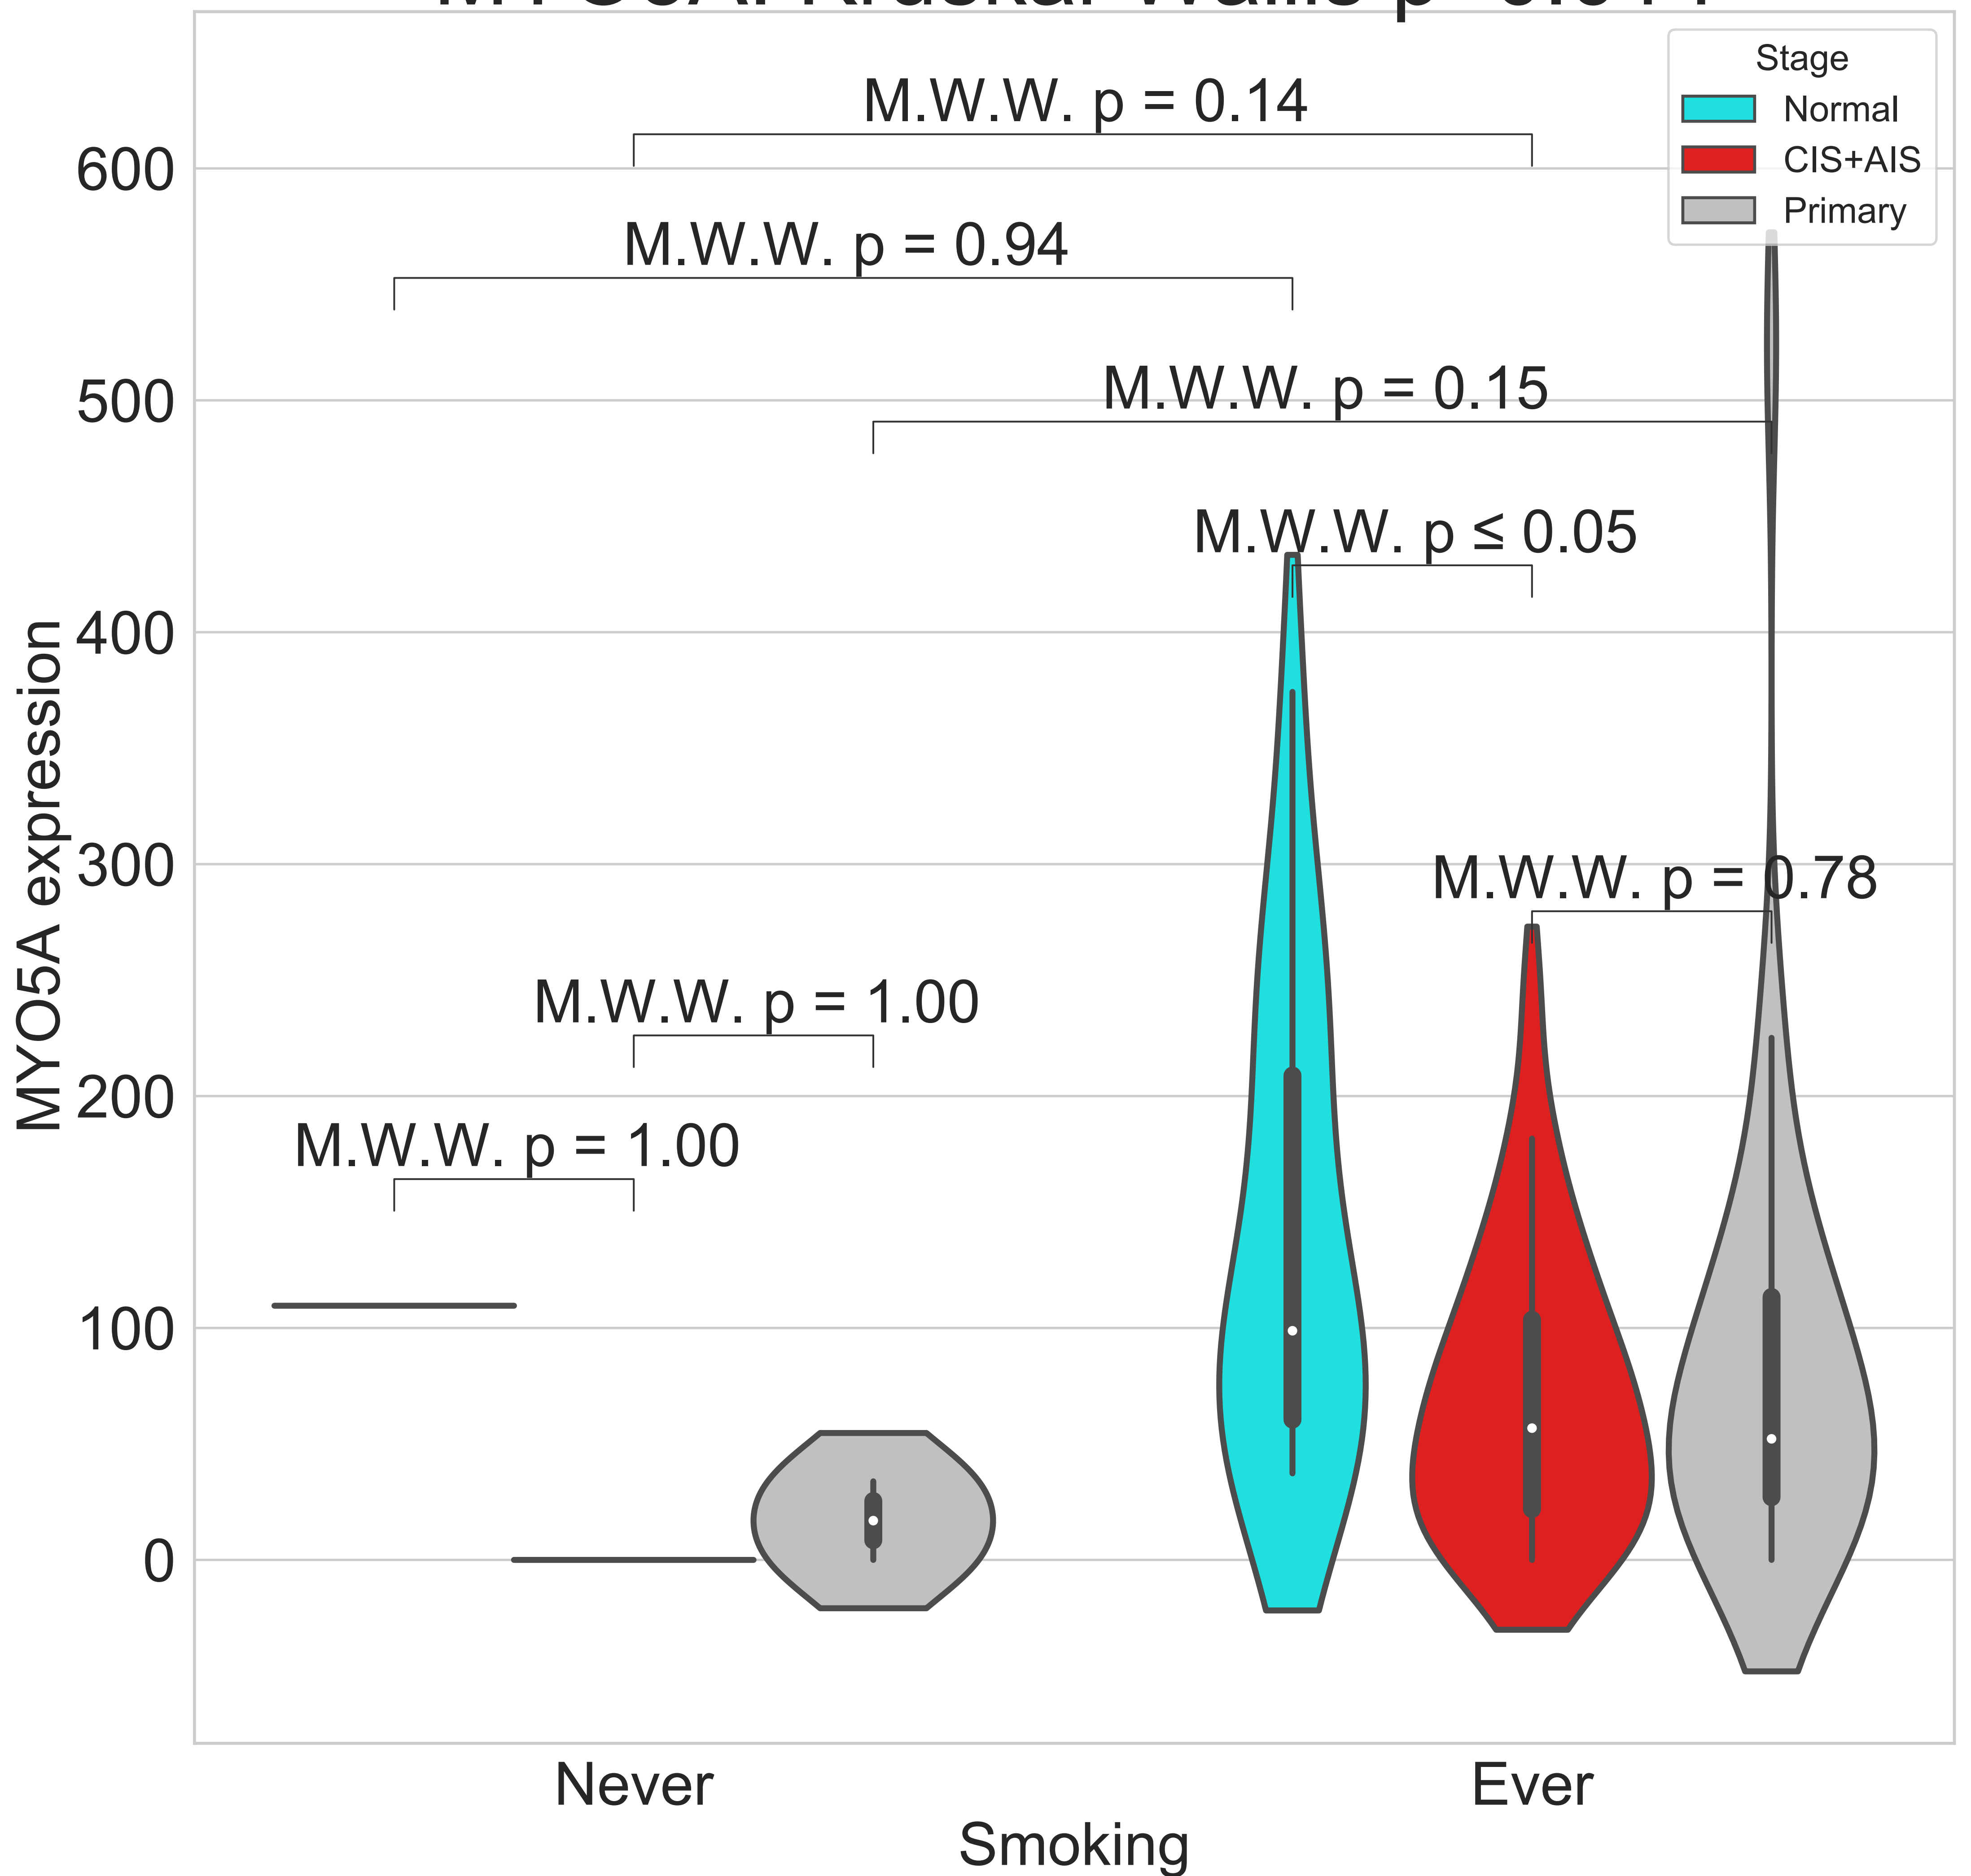 Stage
Normal
CIS+AIS
Primary
M.W.W. p = 0.14
600
M.W.W. p = 0.94
500
M.W.W. p = 0.15
M.W.W. p ≤ 0.05
400
300
M.W.W. p = 0.78
M.W.W. p = 1.00
200
M.W.W. p = 1.00
100
0
MYO5A expression
Never
Ever
Smoking